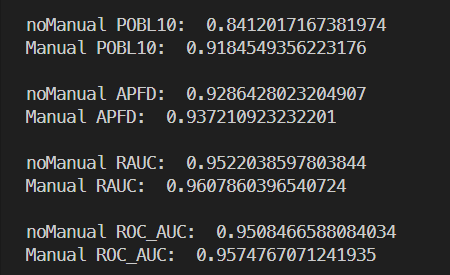 noManual POBL10:  0.8412017167381974
Manual POBL10:  0.9184549356223176
noManual APFD:  0.9286428023204907
Manual APFD:  0.937210923232201
noManual RAUC:  0.9522038597803844
Manual RAUC:  0.9607860396540724
noManual ROC_AUC:  0.9508466588084034
Manual ROC_AUC:  0.9574767071241935